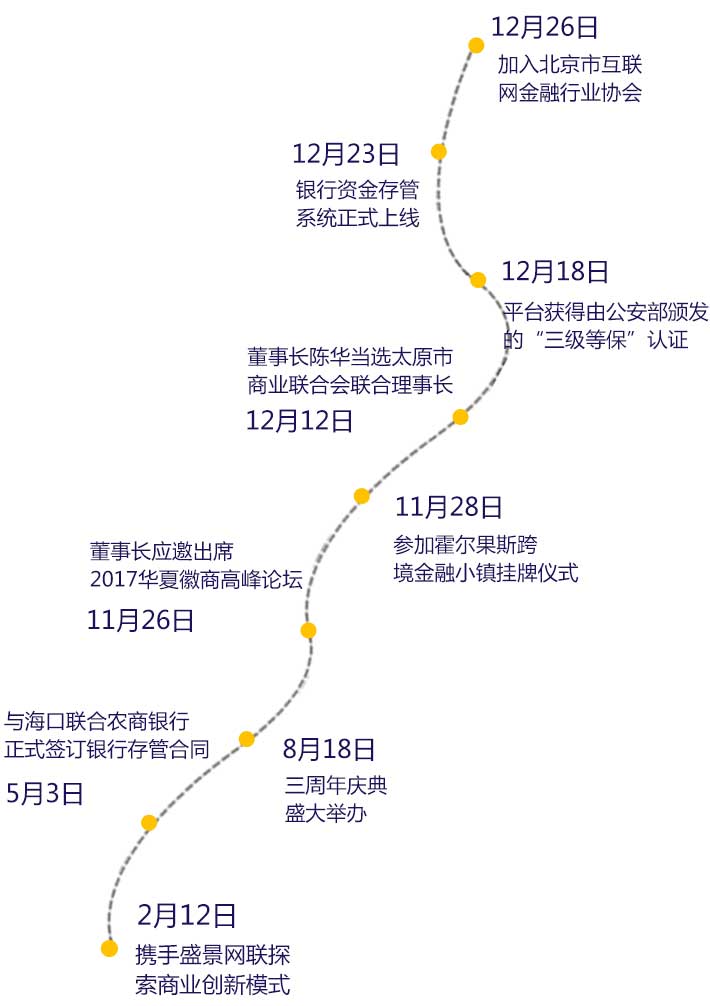 12月26日
加入北京市互联
网金融行业协会
12月23日
银行资金存管
系统正式上线
12月18日
平台获得由公安部颁发
的“三级等保”认证
董事长陈华当选太原市
商业联合会联合理事长
12月12日
11月28日
参加霍尔果斯跨
境金融小镇挂牌仪式
董事长应邀出席
2017华夏徽商高峰论坛
11月26日
与海口联合农商银行
正式签订银行存管合同
5月3日
8月18日
三周年庆典
盛大举办
2月12日
携手盛景网联探
索商业创新模式